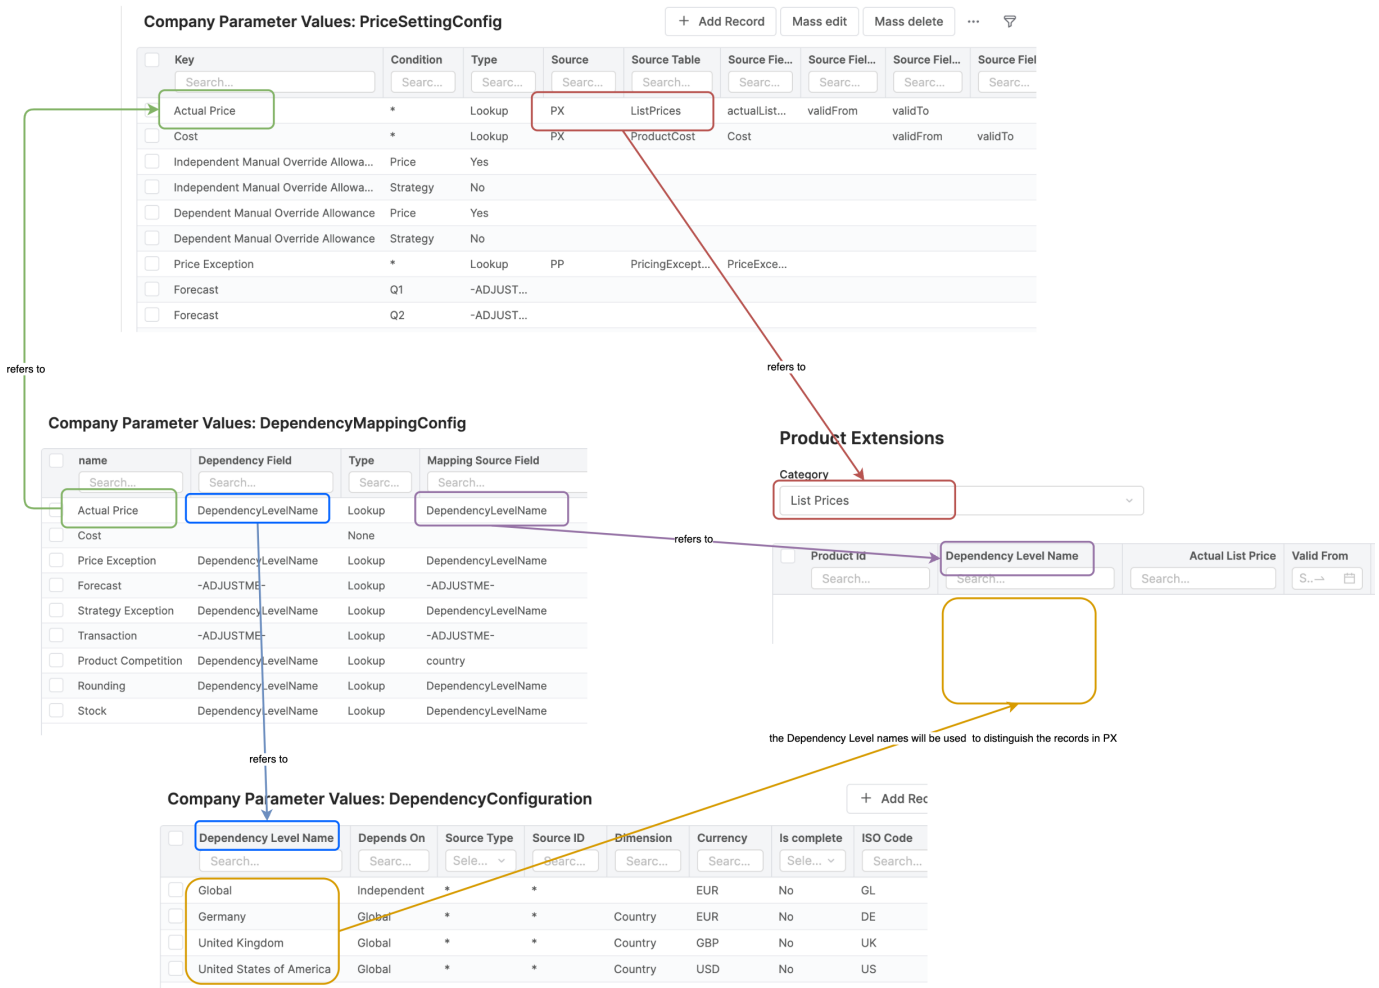 Company Parameter Values: PriceSettingConfig
+ Add Record Mass edit Mass delete ...
Key Condition Type Source Source Table Source Fie... Source Fiel... Source Fiel... Source Fiel
Search... Searc... Searc... Searc... Search... Searc... Searc... Searc... Searc
Actual Price * Lookup PX ListPrices actualList... validFrom validTo
Cost * Lookup PX ProductCost Cost validFrom validTo
Independent Manual Override Allowa... Price Yes
Independent Manual Override Allowa... Strategy No
Dependent Manual Override Allowance Price Yes
Dependent Manual Override Allowance Strategy No
Price Exception * Lookup PP PricingExcept... PriceExce...
Forecast Q1 -ADJUST...
Forecast Q2 -ADJUST...
refers to
refers to
Company Parameter Values: DependencyMappingConfig
name Dependency Field Type Mapping Source Field
Search... Search... Searc... Search...
Actual Price DependencyLevelName Lookup DependencyLevelName
Cost None
Price Exception DependencyLevelName Lookup DependencyLevelName
Forecast -ADJUSTME- Lookup -ADJUSTME-
Strategy Exception DependencyLevelName Lookup DependencyLevelName
Transaction -ADJUSTME- Lookup -ADJUSTME-
Product Competition DependencyLevelName Lookup country
Rounding DependencyLevelName Lookup DependencyLevelName
Stock DependencyLevelName Lookup DependencyLevelName
Product Extensions
Category
List Prices
refers to
Product Id Dependency Level Name Actual List Price Valid From
Search... Search... Search... S...
the Dependency Level names will be used to distinguish the records in PX
refers to
Company Parameter Values: DependencyConfiguration
+ Add Rec
Dependency Level Name Depends On Source Type Source ID Dimension Currency Is complete ISO Code
Search... Searc... Sele... Searc... Searc... Searc... Sele... Search...
Global Independent * * EUR No GL
Germany Global * * Country EUR No DE
United Kingdom Global * * Country GBP No UK
United States of America Global * * Country USD No US